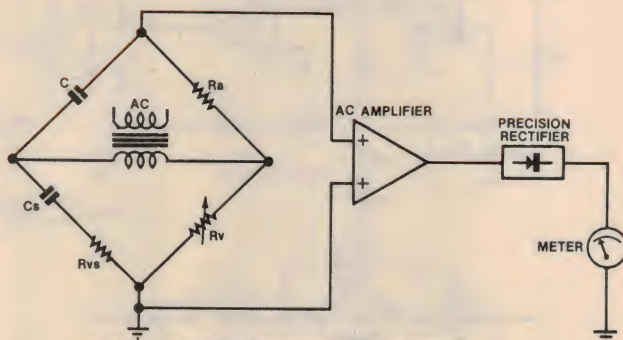 C
Ra
AC
AC AMPLIFIER
PRECISION
RECTIFIER
+
+
Cs
Rvs
Rv
METER